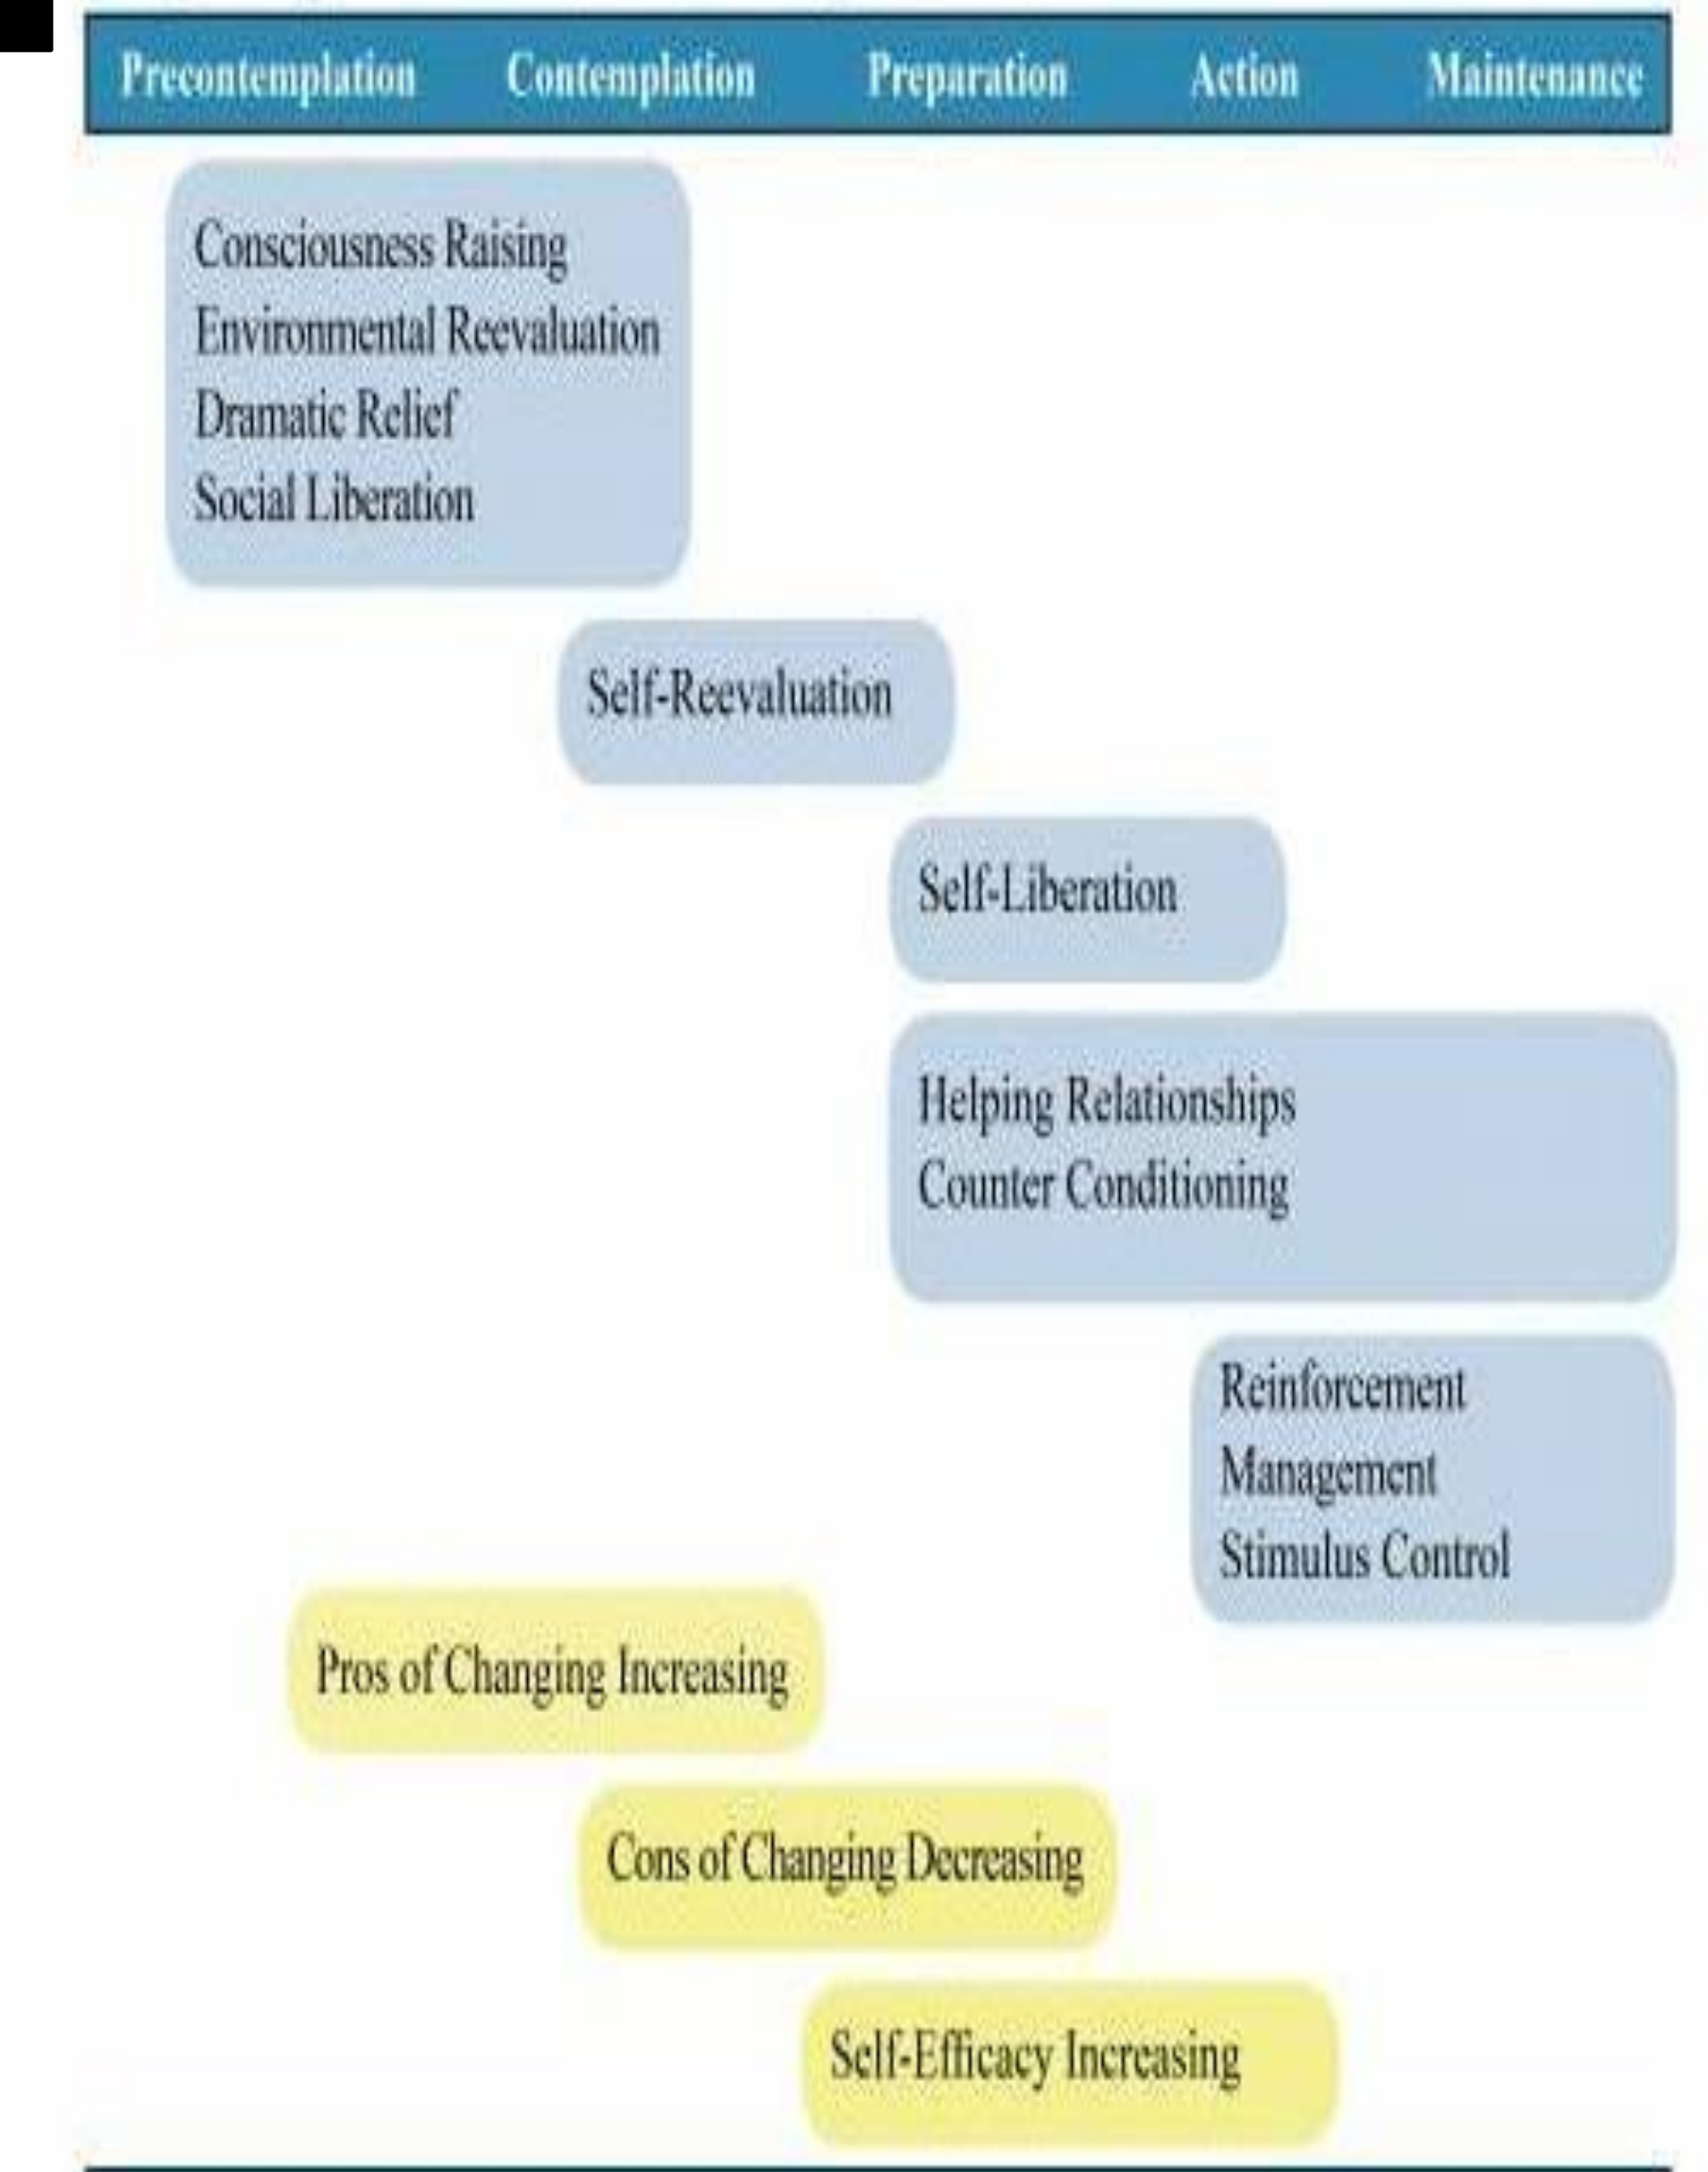 Precontemplation Contemplation Preparation Action Maintenance
Consciousness Raising
Environmental Reevaluation
Dramatic Relief
Social Liberation
Self-Reevaluation
Self-Liberation
Helping Relationships
Counter Conditioning
Reinforcement
Management
Stimulus Control
Pros of Changing Increasing
Cons of Changing Decreasing
Self-Efficacy Increasing